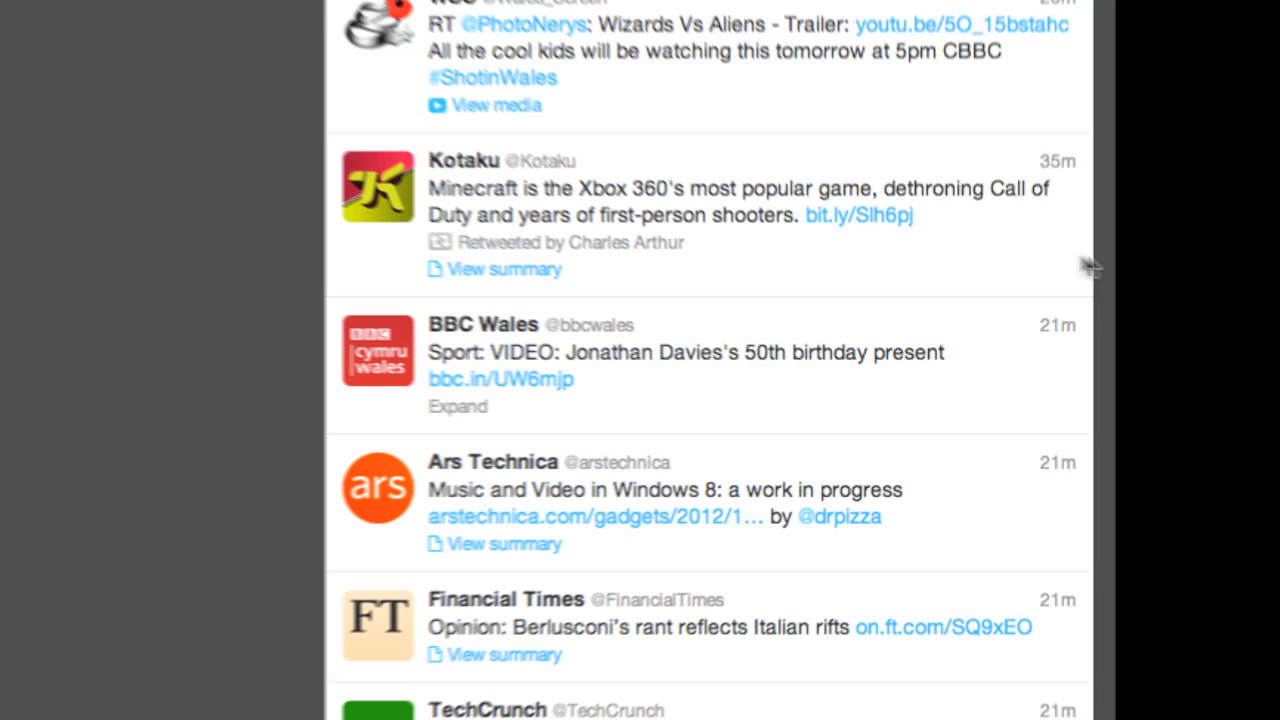 RT @PhotoNerys: Wizards Vs Aliens - Trailer: youtu.be/5O_15bstahc
All the cool kids will be watching this tomorrow at 5pm CBBC
#ShotinWales
View media
Kotaku @Kotaku 35m
Minecraft is the Xbox 360's most popular game, dethroning Call of
Duty and years of first-person shooters. bit.ly/Slh6pj
Retweeted by Charles Arthur
View summary
BBC Wales @bbcwales 21m
BBC
cymru
wales
Sport: VIDEO: Jonathan Davies's 50th birthday present
bbc.in/UW6mjp
Expand
Ars Technica @arstechnica 21m
ars
Music and Video in Windows 8: a work in progress
arstechnica.com/gadgets/2012/1... by @drpizza
View summary
Financial Times @FinancialTimes 21m
FT
Opinion: Berlusconi's rant reflects Italian rifts on.ft.com/SQ9xEO
View summary
TechCrunch @TechCrunch 21m